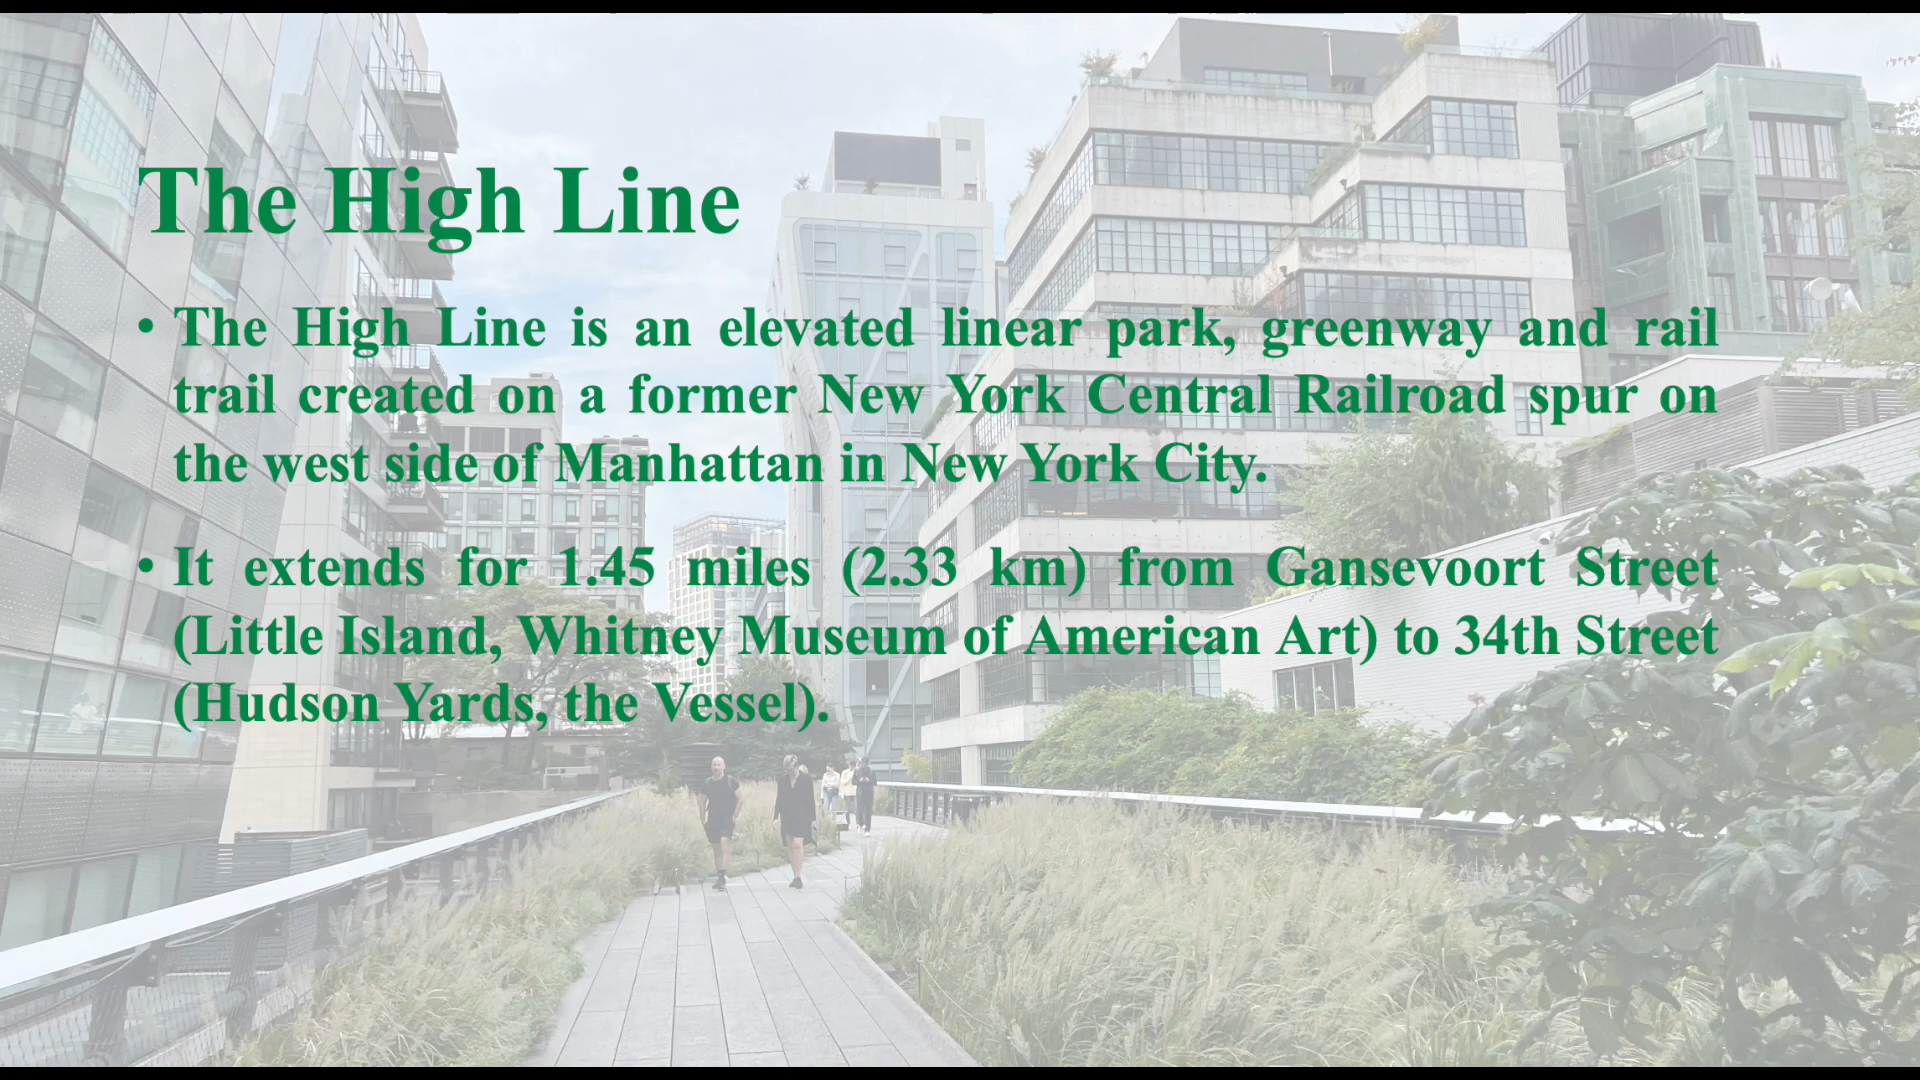 The High Line
• The High Line is an elevated linear park, greenway and rail
trail created on a former New York Central Railroad spur on
the west side of Manhattan in New York City.
• It extends for 1.45 miles (2.33 km) from Gansevoort Street
(Little Island, Whitney Museum of American Art) to 34th Street
(Hudson Yards, the Vessel).